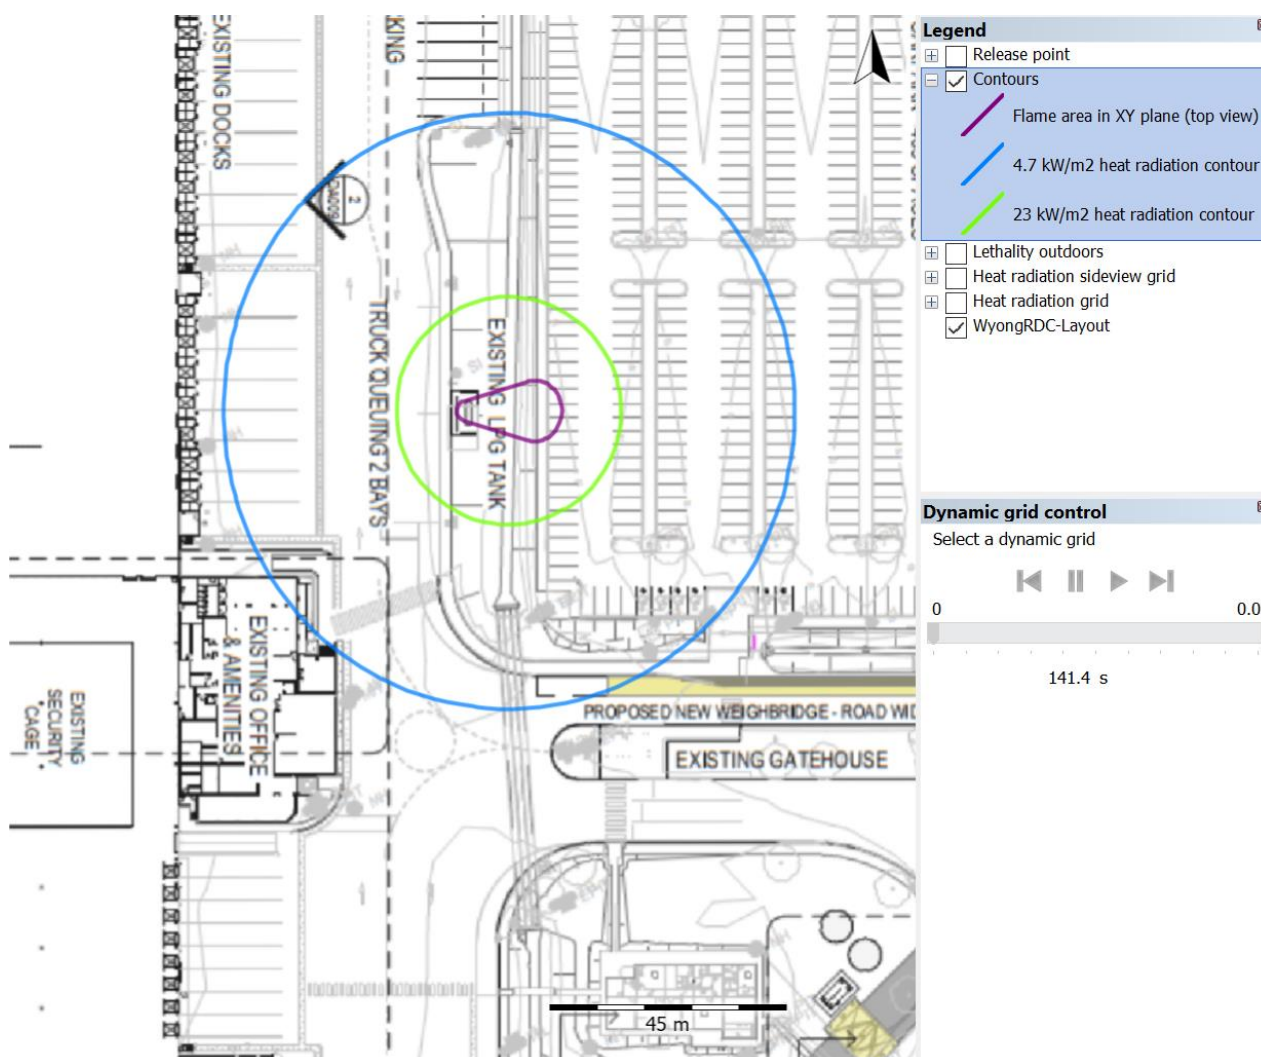 EXISTING DOCKS
KING
2
DA009
TRUCK QUEUING 2 BAYS
EXISTING LPG TANK
EXISTING OFFICE
& AMENITIES
EXISTING
SECURITY
CAGE
PROPOSED NEW WEIGHBRIDGE - ROAD WID
EXISTING GATEHOUSE
45 m
Legend
Release point
Contours
Flame area in XY plane (top view)
4.7 kW/m2 heat radiation contour
23 kW/m2 heat radiation contour
Lethality outdoors
Heat radiation sideview grid
Heat radiation grid
WyongRDC-Layout
Dynamic grid control
Select a dynamic grid
0
0.0
141.4 s